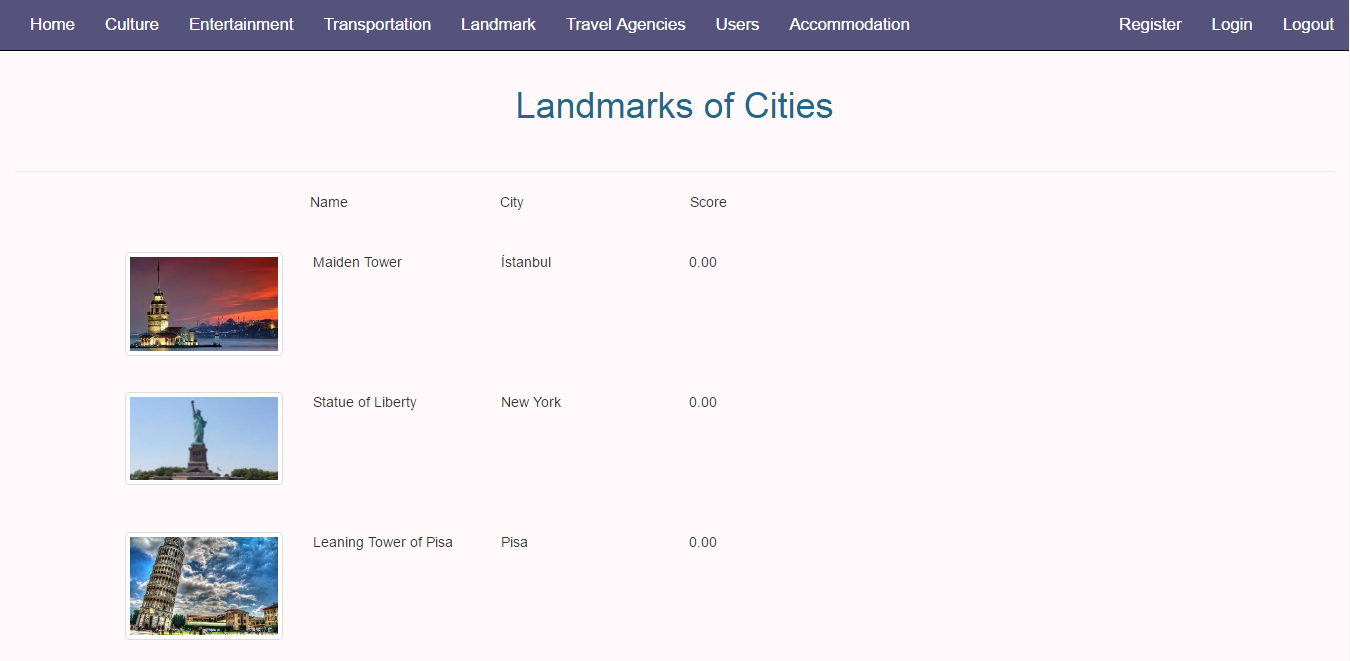 Home Culture Entertainment Transportation Landmark Travel Agencies Users Accommodation Register Login Logout
Landmarks of Cities
Name City Score
Maiden Tower İstanbul 0.00
Statue of Liberty New York 0.00
Leaning Tower of Pisa Pisa 0.00